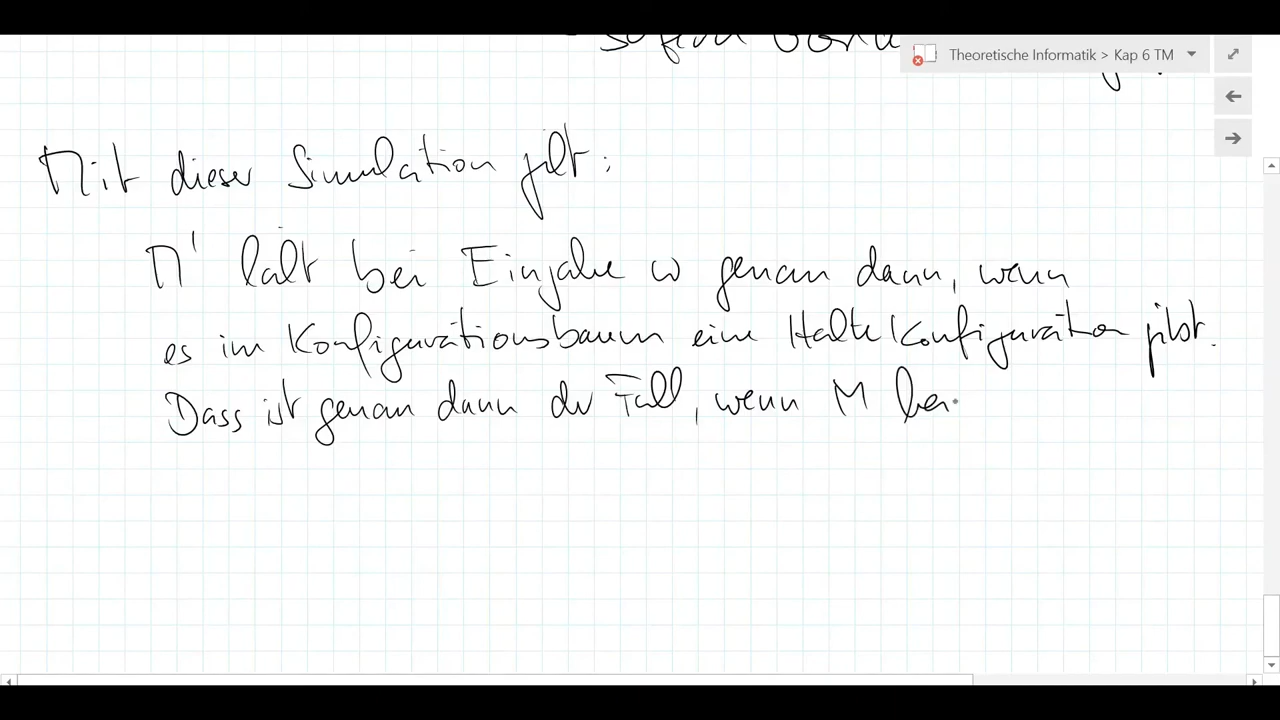 sofern
Theoretische Informatik > Kap 6 TM
Mit dieser Simulation gilt:
M' hält bei Eingabe w genau dann, wenn
es im Konfigurationsbaum eine Haltekonfiguration gibt.
Dass ist genau dann der Fall, wenn M bei